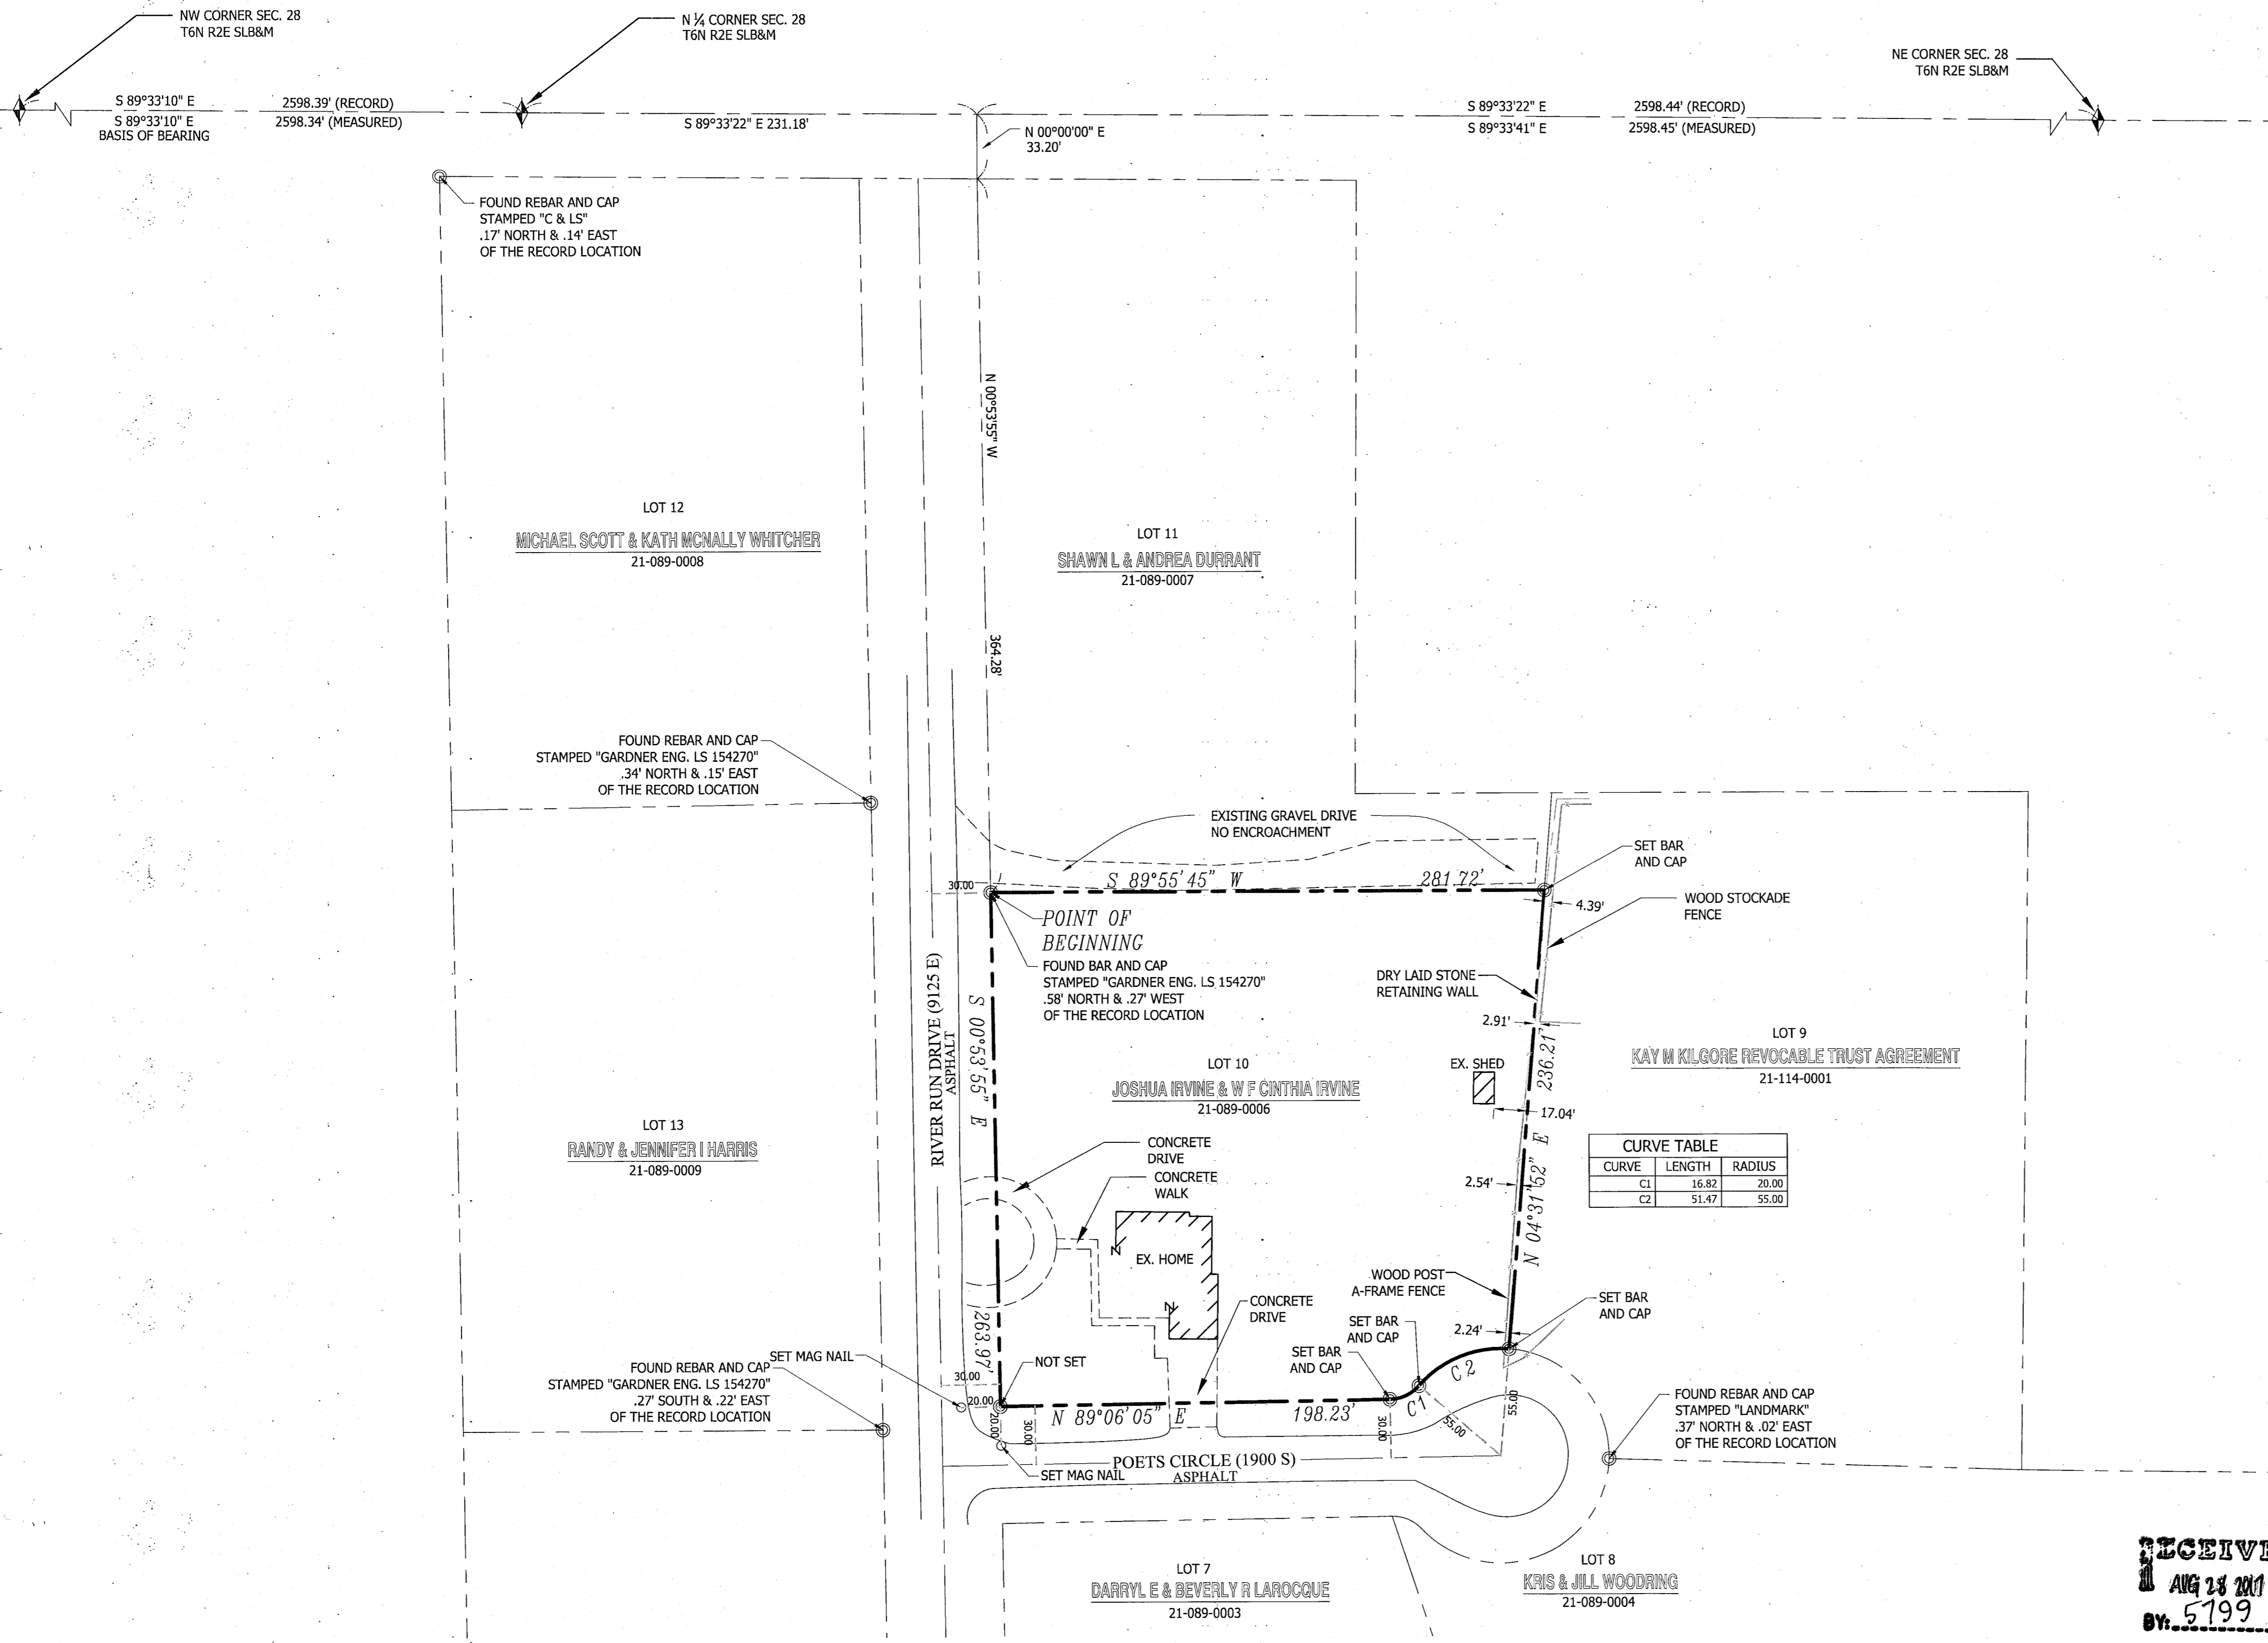 NW CORNER SEC. 28
T6N R2E SLB&M
N ¼ CORNER SEC. 28
T6N R2E SLB&M
NE CORNER SEC. 28
T6N R2E SLB&M
S 89°33'10" E 2598.39' (RECORD)
S 89°33'10" E 2598.34' (MEASURED)
BASIS OF BEARING
S 89°33'22" E 231.18'
N 00°00'00" E
33.20'
S 89°33'22" E 2598.44' (RECORD)
S 89°33'41" E 2598.45' (MEASURED)
FOUND REBAR AND CAP
STAMPED "C & LS"
.17' NORTH & .14' EAST
OF THE RECORD LOCATION
N 00°53'55" W
364.28'
LOT 12
MICHAEL SCOTT & KATH MCNALLY WHITCHER
21-089-0008
LOT 11
SHAWN L & ANDREA DURRANT
21-089-0007
FOUND REBAR AND CAP
STAMPED "GARDNER ENG. LS 154270"
.34' NORTH & .15' EAST
OF THE RECORD LOCATION
EXISTING GRAVEL DRIVE
NO ENCROACHMENT
SET BAR
AND CAP
30.00
S 89°55'45" W 281.72'
4.39'
WOOD STOCKADE
FENCE
POINT OF
BEGINNING
FOUND BAR AND CAP
STAMPED "GARDNER ENG. LS 154270"
.58' NORTH & .27' WEST
OF THE RECORD LOCATION
DRY LAID STONE
RETAINING WALL
2.91'
RIVER RUN DRIVE (9125 E)
ASPHALT
S 00°53'55" E
263.97'
LOT 10
JOSHUA IRVINE & W F CINTHIA IRVINE
21-089-0006
EX. SHED
N 04°31'52" E 236.21'
17.04'
LOT 9
KAY M KILGORE REVOCABLE TRUST AGREEMENT
21-114-0001
LOT 13
RANDY & JENNIFER I HARRIS
21-089-0009
CONCRETE
DRIVE
CONCRETE
WALK
CURVE TABLE
CURVE LENGTH RADIUS
C1 16.82 20.00
C2 51.47 55.00
2.54'
EX. HOME
WOOD POST
A-FRAME FENCE
CONCRETE
DRIVE
SET BAR
AND CAP
SET BAR
AND CAP
SET BAR
AND CAP
2.24'
SET MAG NAIL
NOT SET
FOUND REBAR AND CAP
STAMPED "GARDNER ENG. LS 154270"
.27' SOUTH & .22' EAST
OF THE RECORD LOCATION
30.00
20.00
20.00
30.00
N 89°06'05" E 198.23'
30.00
C1
C2
55.00
55.00
FOUND REBAR AND CAP
STAMPED "LANDMARK"
.37' NORTH & .02' EAST
OF THE RECORD LOCATION
SET MAG NAIL
POETS CIRCLE (1900 S)
ASPHALT
LOT 7
DARRYL E & BEVERLY R LAROCQUE
21-089-0003
LOT 8
KRIS & JILL WOODRING
21-089-0004
AUG 28
BY: 5799